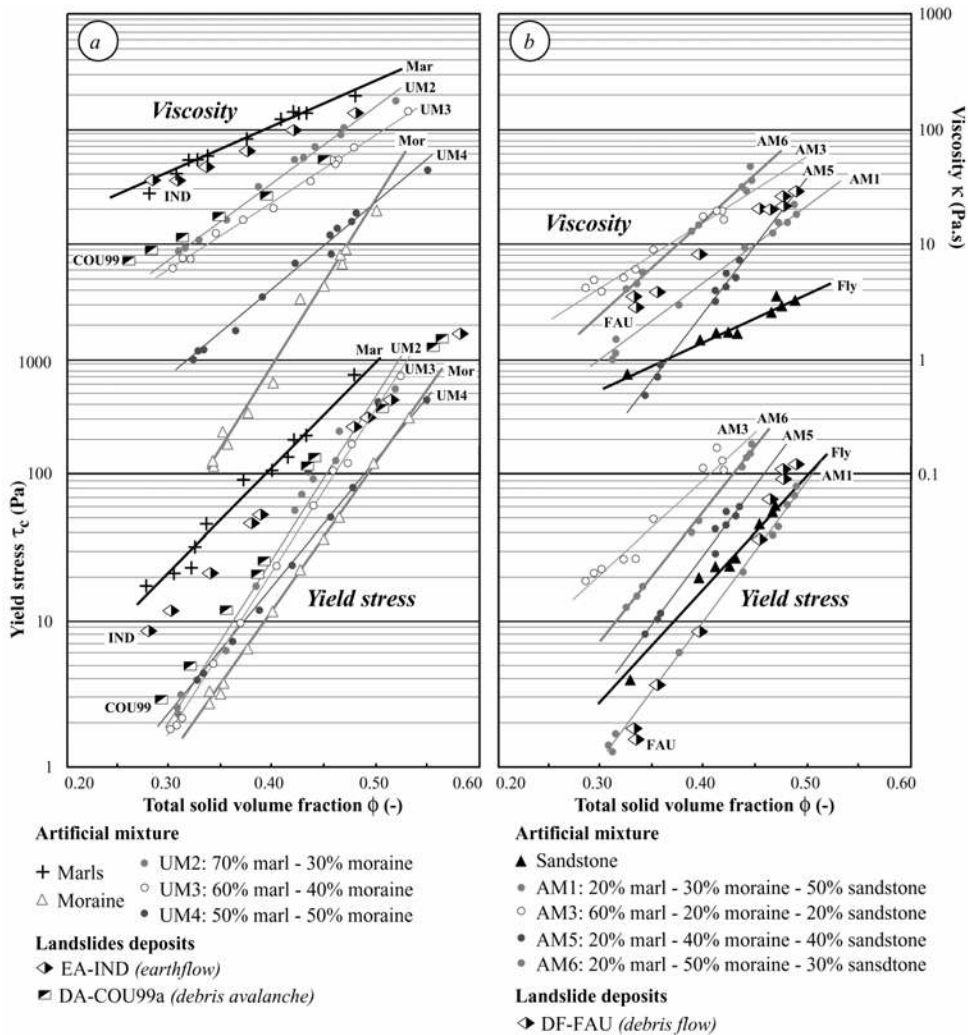 a
b
1000
100
10
1
0.1
Viscosity κ (Pa.s)
Viscosity
Mar
UM2
UM3
Mor
UM4
IND
COU99
1000
100
10
1
Yield stress τc (Pa)
Mar
UM2
UM3
Mor
UM4
Yield stress
IND
COU99
Viscosity
AM6
AM3
AM5
AM1
Fly
FAU
AM3
AM6
AM5
Fly
AM1
Yield stress
FAU
0.20 0.30 0.40 0.50 0.60
0.20 0.30 0.40 0.50 0.60
Total solid volume fraction ϕ (-)
Total solid volume fraction ϕ (-)
Artificial mixture
Marls
Moraine
UM2: 70% marl - 30% moraine
UM3: 60% marl - 40% moraine
UM4: 50% marl - 50% moraine
Landslides deposits
EA-IND (earthflow)
DA-COU99a (debris avalanche)
Artificial mixture
Sandstone
AM1: 20% marl - 30% moraine - 50% sandstone
AM3: 60% marl - 20% moraine - 20% sandstone
AM5: 20% marl - 40% moraine - 40% sandstone
AM6: 20% marl - 50% moraine - 30% sansdtone
Landslide deposits
DF-FAU (debris flow)